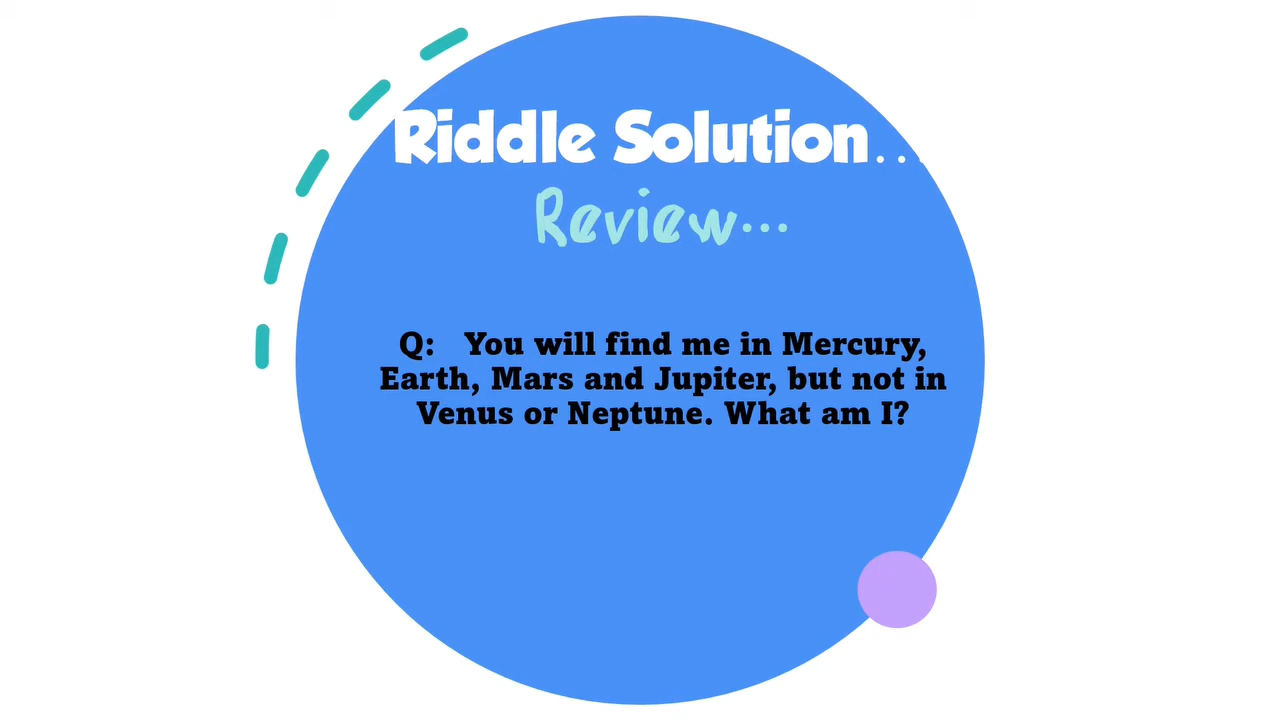 Riddle Solution...
Review...
Q: You will find me in Mercury,
Earth, Mars and Jupiter, but not in
Venus or Neptune. What am I?